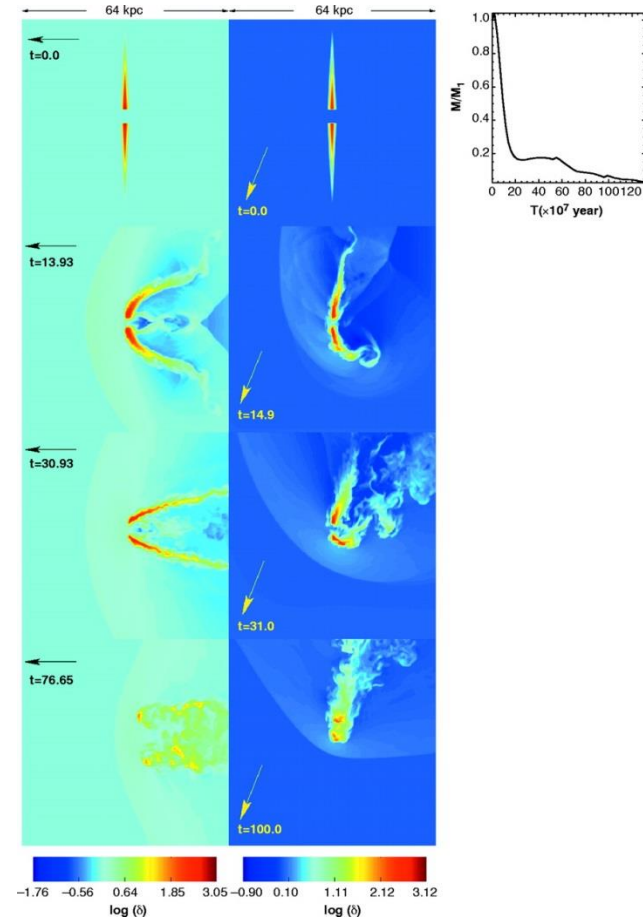 64 kpc 64 kpc
t=0.0
t=0.0
t=13.93
t=14.9
t=30.93
t=31.0
t=76.65
t=100.0
−1.76 −0.56 0.64 1.85 3.05
log (δ)
−0.90 0.10 1.11 2.12 3.12
log (δ)
1.0
0.8
0.6
0.4
0.2
M/M₁
0 20 40 60 80 100 120
T(×10⁷ year)